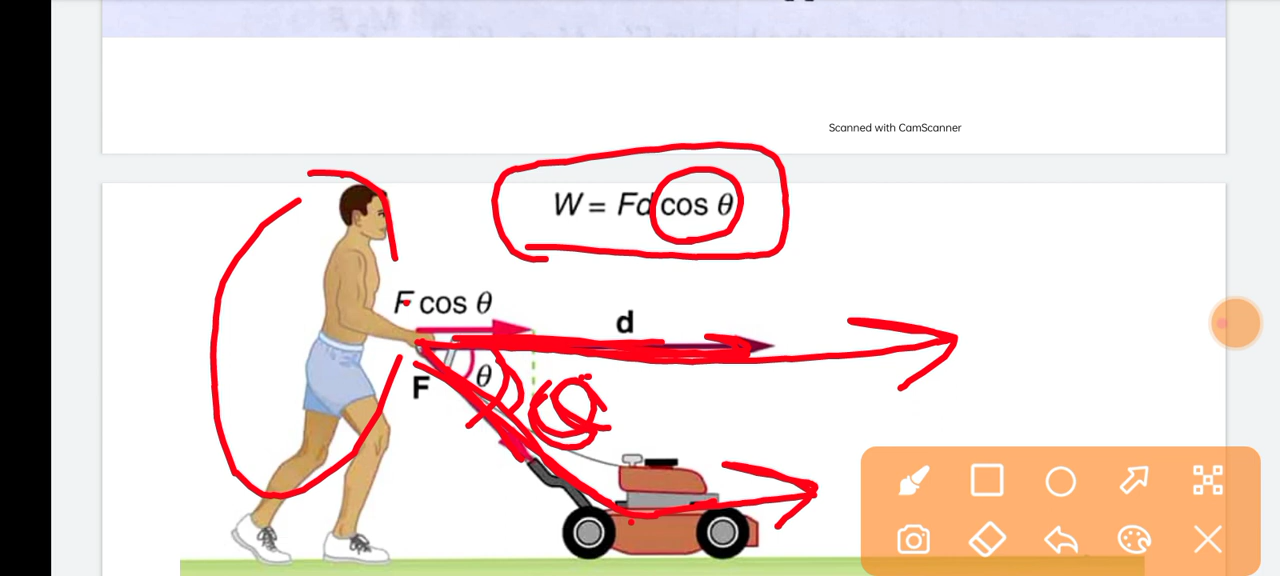 Scanned with CamScanner
W = Fd cos θ
F cos θ
d
θ
F